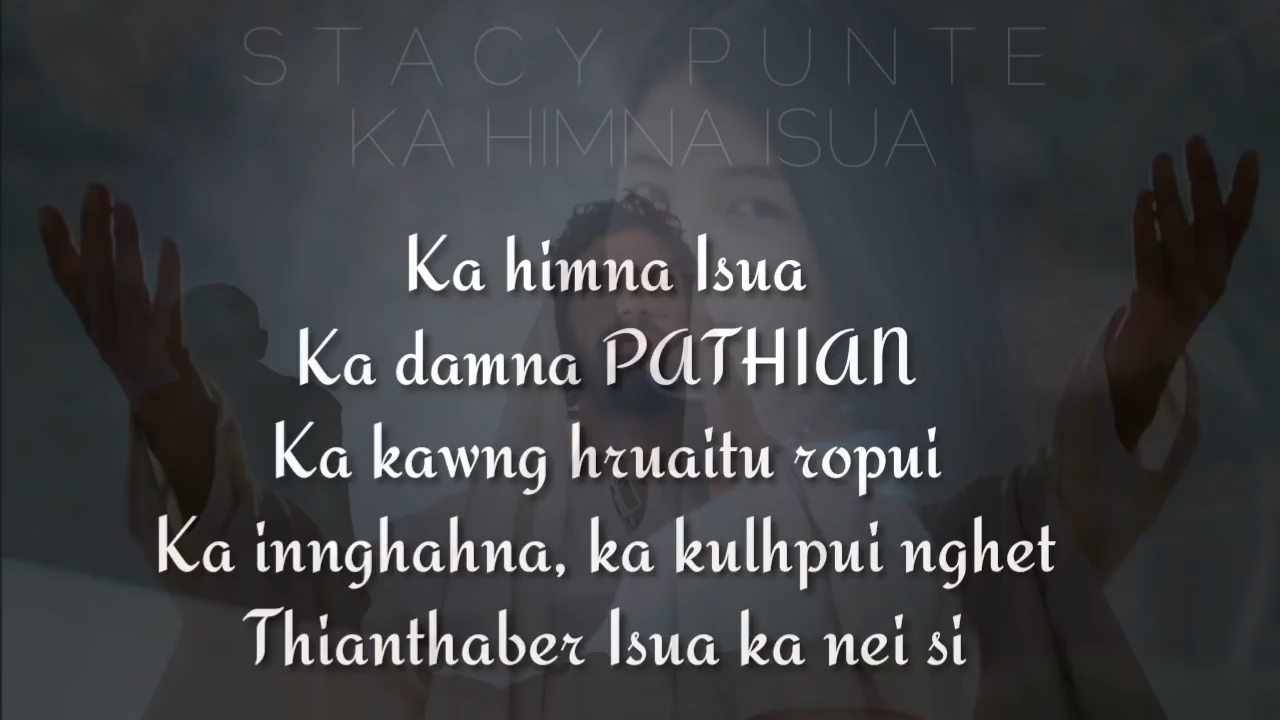 STACY PUNTE
KA HIMNA ISUA
Ka himna Isua
Ka damna PATHIAN
Ka kawng hruaitu ropui
Ka innghahna, ka kulhpui nghet
Thianthaber Isua ka nei si